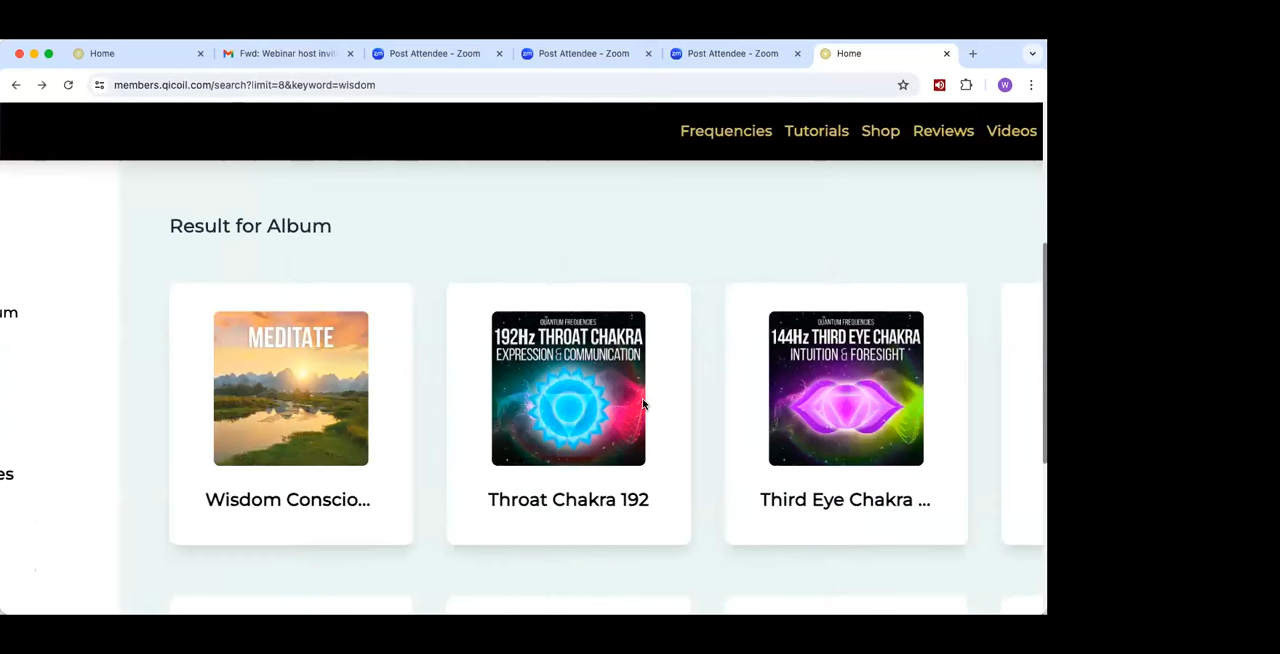 Home
Fwd: Webinar host invit
Post Attendee - Zoom
Post Attendee - Zoom
Post Attendee - Zoom
Home
members.qicoil.com/search?limit=8&keyword=wisdom
W
Frequencies Tutorials Shop Reviews Videos
Result for Album
um
es
MEDITATE
Wisdom Conscio...
QUANTUM FREQUENCIES
192Hz THROAT CHAKRA
EXPRESSION & COMMUNICATION
Throat Chakra 192
QUANTUM FREQUENCIES
144Hz THIRD EYE CHAKRA
INTUITION & FORESIGHT
Third Eye Chakra ...